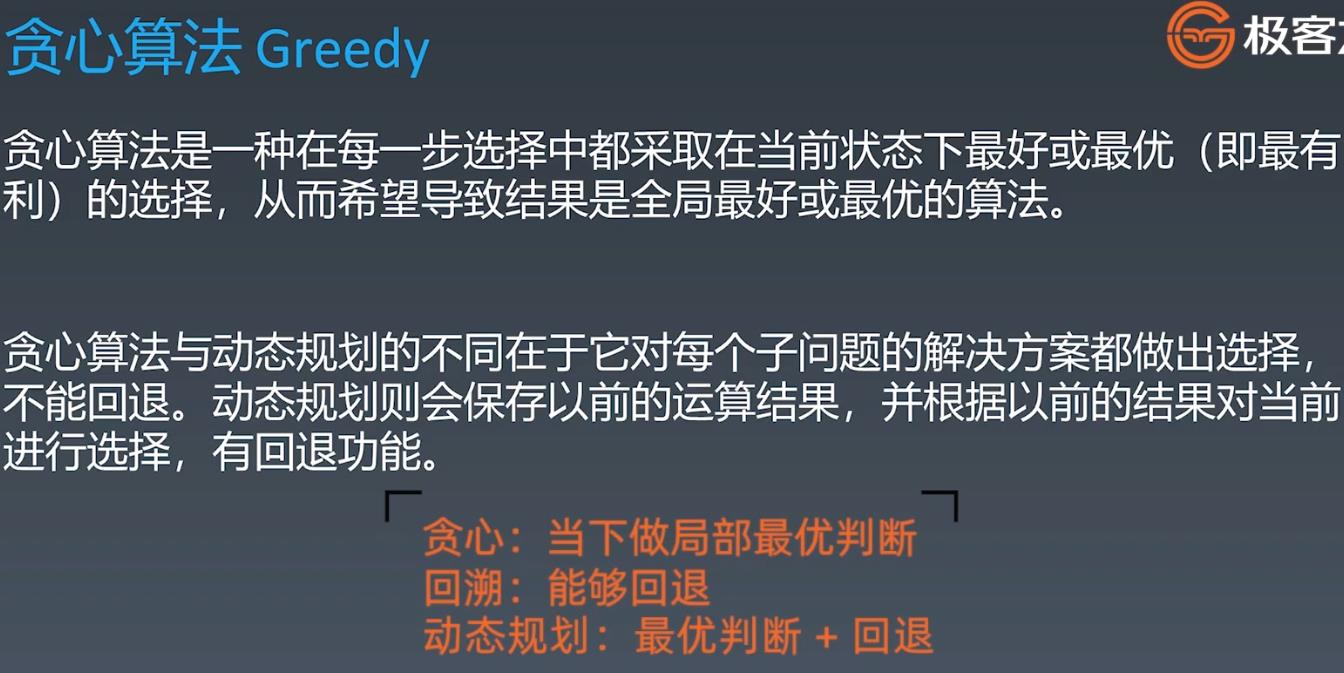 贪心算法 Greedy
极客
贪心算法是一种在每一步选择中都采取在当前状态下最好或最优（即最有
利）的选择，从而希望导致结果是全局最好或最优的算法。
贪心算法与动态规划的不同在于它对每个子问题的解决方案都做出选择，
不能回退。动态规划则会保存以前的运算结果，并根据以前的结果对当前
进行选择，有回退功能。
贪心：当下做局部最优判断
回溯：能够回退
动态规划：最优判断 + 回退